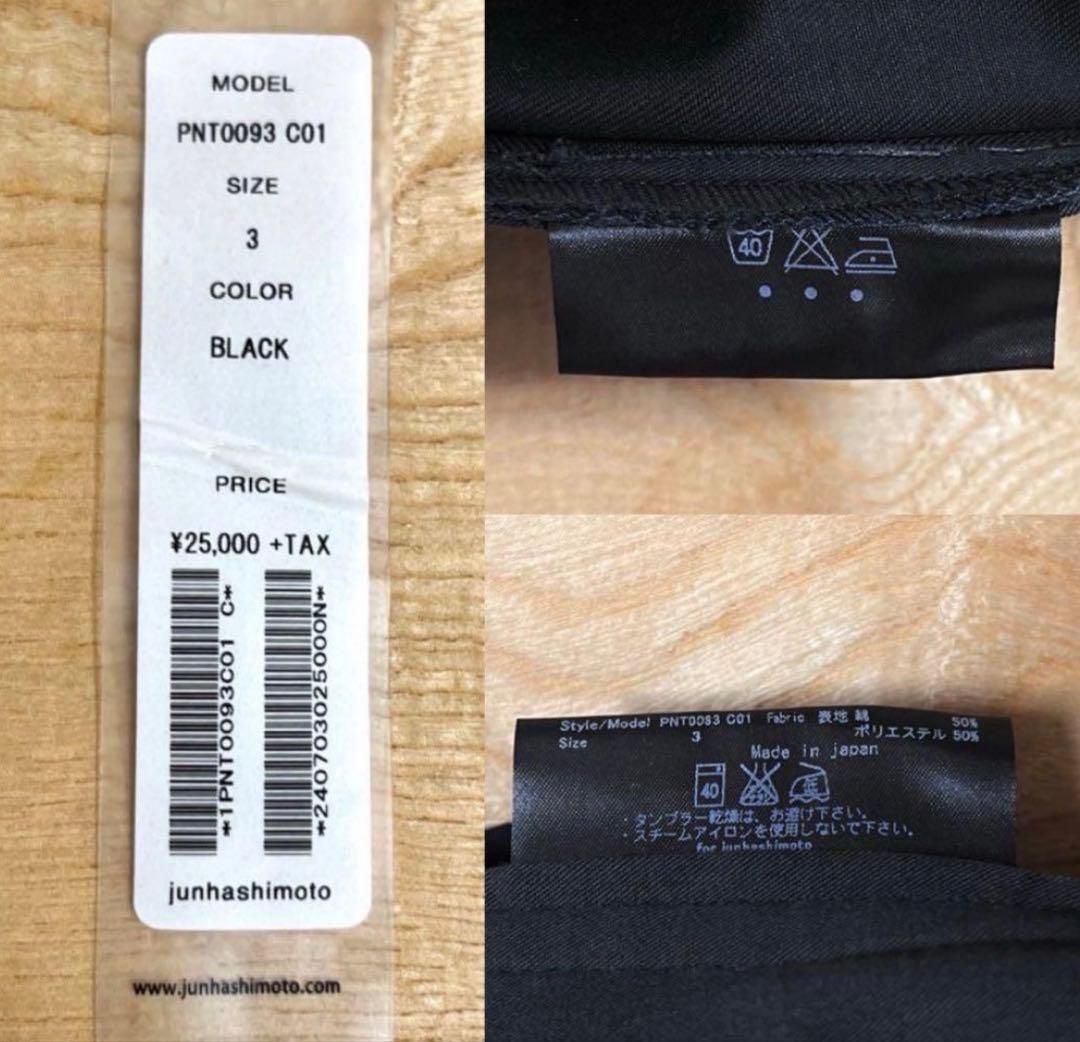 MODEL
PNT0093 C01
SIZE
3
COLOR
BLACK
PRICE
¥25,000 +TAX
*1PNT0093C01 C*
*240703025000N*
junhashimoto
www.junhashimoto.com
40
Style/Model PNT0093 C01 Fabric 表地 綿 50%
Size 3 ポリエステル 50%
Made in japan
40
・タンブラー乾燥は、お避け下さい。
・スチームアイロンを使用しないで下さい。
for junhashimoto